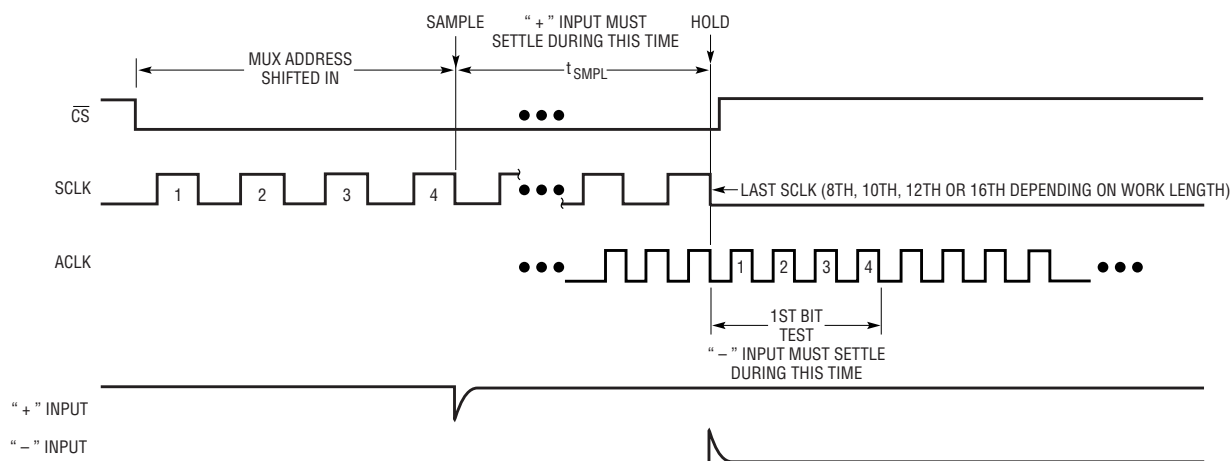 SAMPLE
“ + ” INPUT MUST
SETTLE DURING THIS TIME
HOLD
MUX ADDRESS
SHIFTED IN
tSMPL
CS
SCLK
1 2 3 4
LAST SCLK (8TH, 10TH, 12TH OR 16TH DEPENDING ON WORK LENGTH)
ACLK
1 2 3 4
1ST BIT
TEST
“ – ” INPUT MUST SETTLE
DURING THIS TIME
“ + ” INPUT
“ – ” INPUT